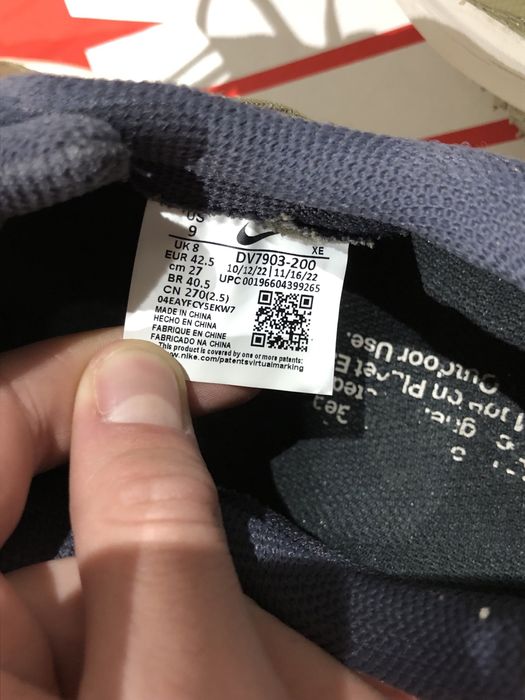 US
9
XE
UK 8
DV7903-200
EUR 42.5
10/12/22 11/16/22
cm 27
UPC 00196604399265
BR 40.5
CN 270(2.5)
04EAYFCY5EKW7
MADE IN CHINA
HECHO EN CHINA
FABRIQUE EN CHINE
FABRICADO NA CHINA
This product is covered by one or more patents:
www.nike.com/patentsvirtualmarking
Outdoor Use.